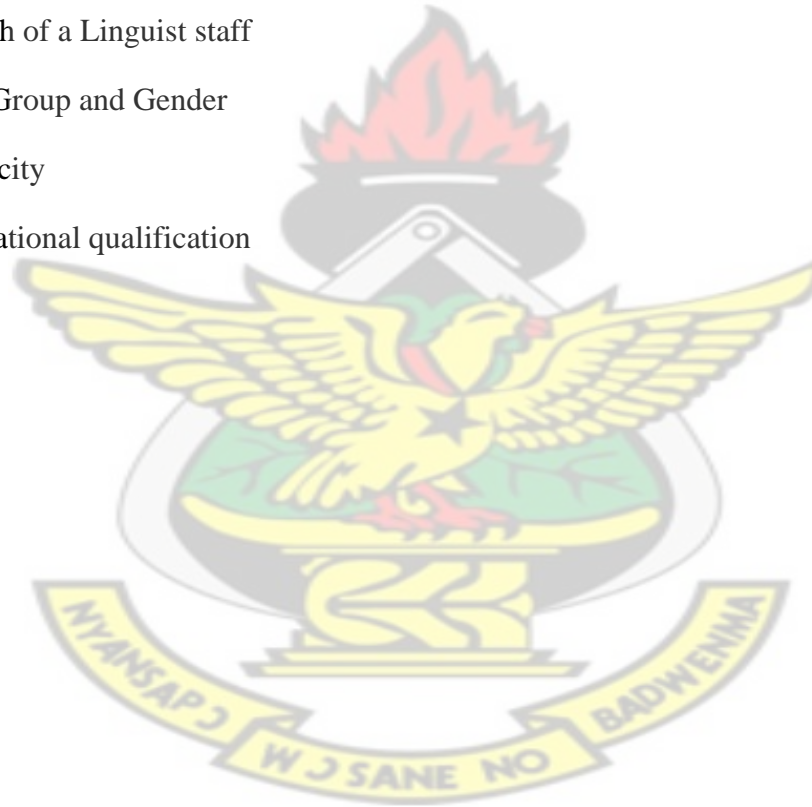 h of a Linguist staff
Group and Gender
city
ational qualification
NYANSAPƆ
WƆSANE NO
BADWENMA